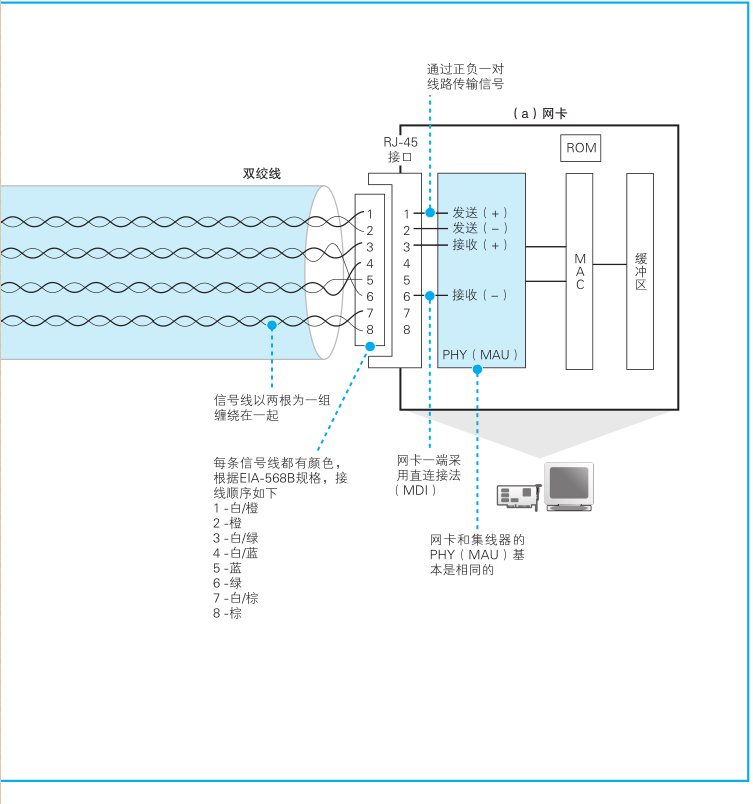 通过正负一对
线路传输信号
（a）网卡
RJ-45
接口
ROM
双绞线
1
2
3
4
5
6
7
8
1
2
3
4
5
6
7
8
发送（+）
发送（-）
接收（+）
接收（-）
PHY（MAU）
MAC
缓冲区
信号线以两根为一组
缠绕在一起
每条信号线都有颜色，
根据EIA-568B规格，接
线顺序如下
1 -白/橙
2 -橙
3 -白/绿
4 -白/蓝
5 -蓝
6 -绿
7 -白/棕
8 -棕
网卡一端采
用直连接法
（MDI）
网卡和集线器的
PHY（MAU）基
本是相同的